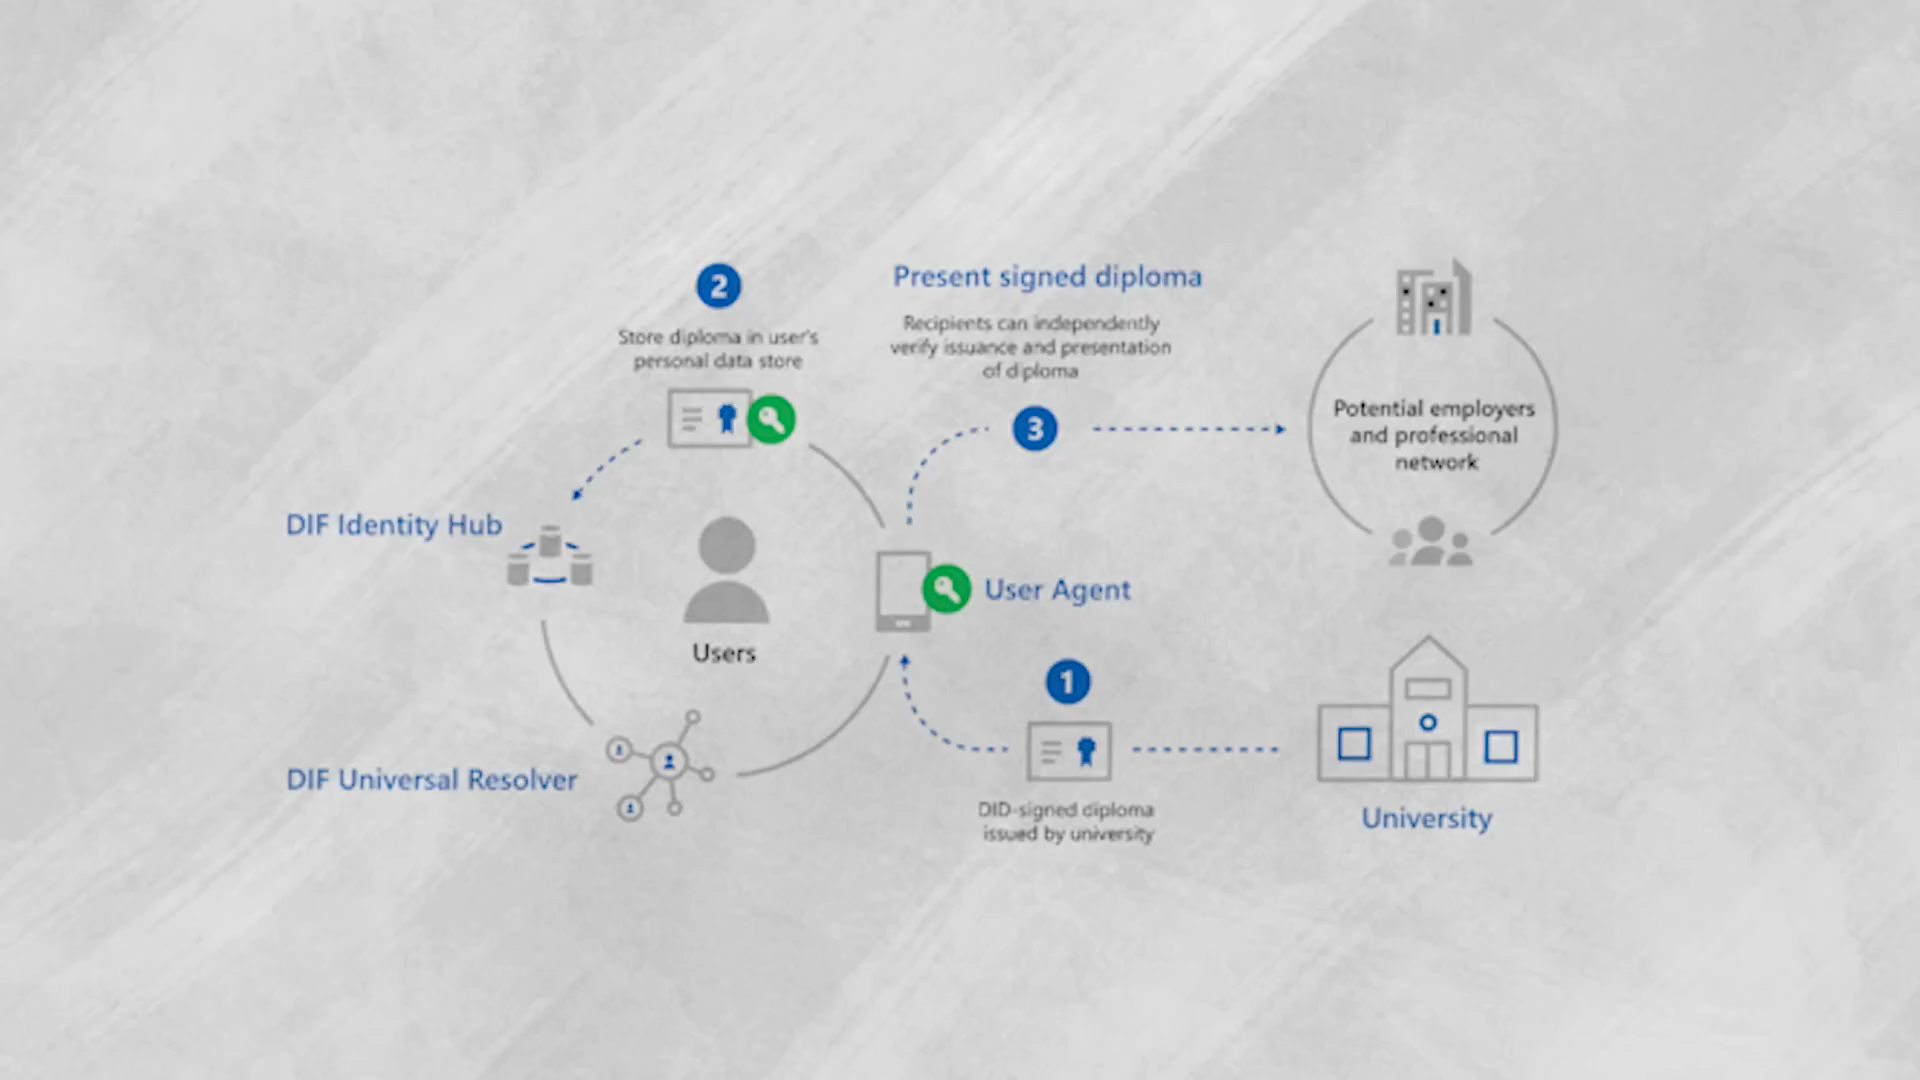 2
Store diploma in user's
personal data store
Present signed diploma
Recipients can independently
verify issuance and presentation
of diploma
3
Potential employers
and professional
network
DIF Identity Hub
Users
User Agent
1
DID-signed diploma
issued by university
DIF Universal Resolver
University